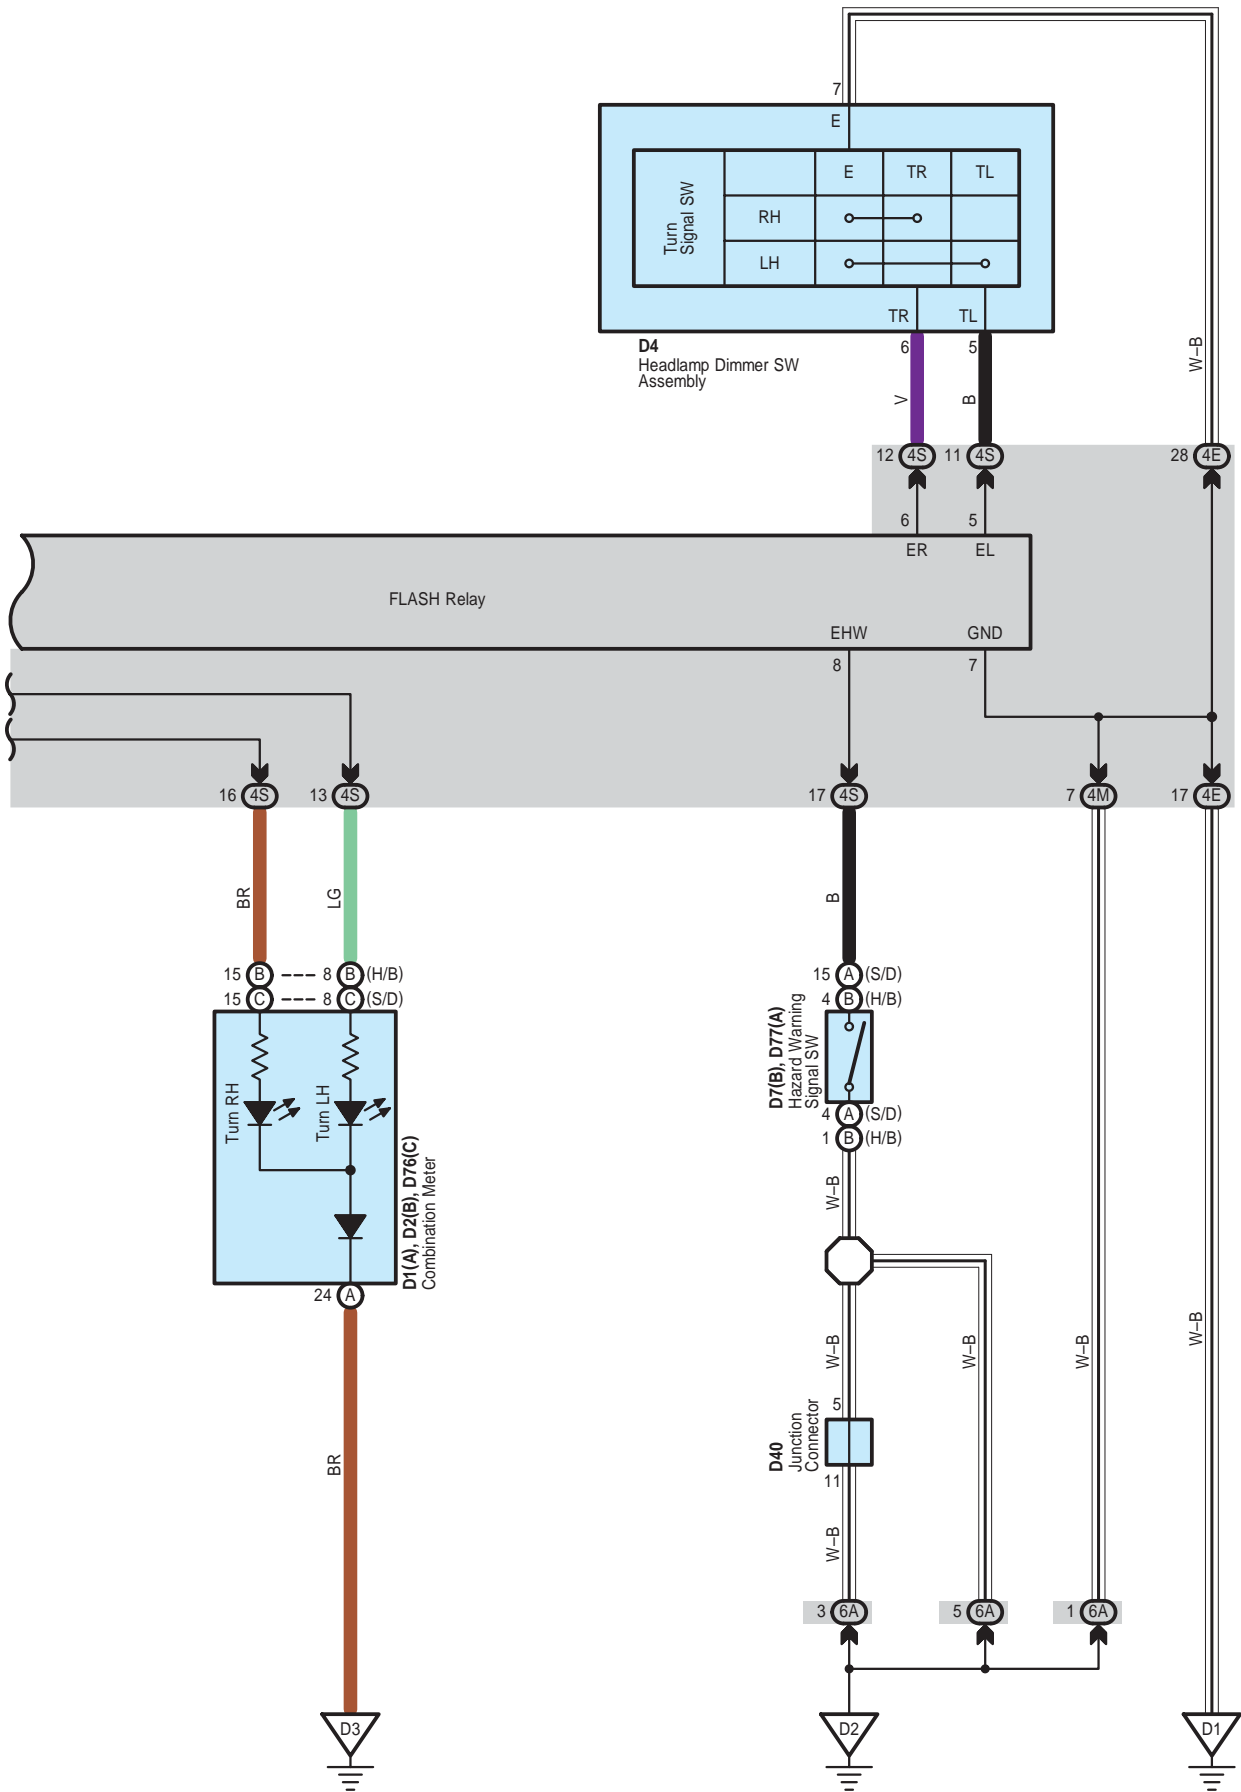 7
E
Turn
Signal SW
E TR TL
RH
LH
TR TL
D4
Headlamp Dimmer SW
Assembly
6 5
V
B
W–B
12 4S 11 4S 28 4E
6 5
ER EL
FLASH Relay
EHW GND
8 7
16 4S 13 4S 17 4S 7 4M 17 4E
BR
LG
B
15 B 8 B (H/B)
15 C 8 C (S/D)
15 A (S/D)
4 B (H/B)
Turn RH
Turn LH
D1(A), D2(B), D76(C)
Combination Meter
D7(B), D77(A)
Hazard Warning
Signal SW
4 A (S/D)
1 B (H/B)
W–B
24 A
W–B
W–B
W–B
W–B
5
D40
Junction
Connector
11
BR
W–B
3 6A 5 6A 1 6A
D3 D2 D1